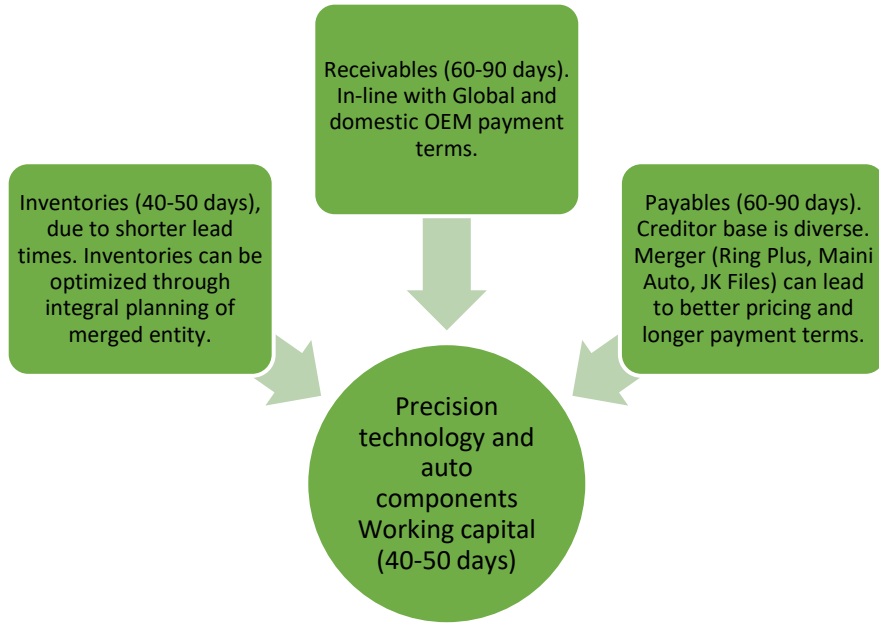 Receivables (60-90 days).
In-line with Global and
domestic OEM payment
terms.
Inventories (40-50 days),
due to shorter lead
times. Inventories can be
optimized through
integral planning of
merged entity.
Payables (60-90 days).
Creditor base is diverse.
Merger (Ring Plus, Maini
Auto, JK Files) can lead
to better pricing and
longer payment terms.
Precision
technology and
auto
components
Working capital
(40-50 days)